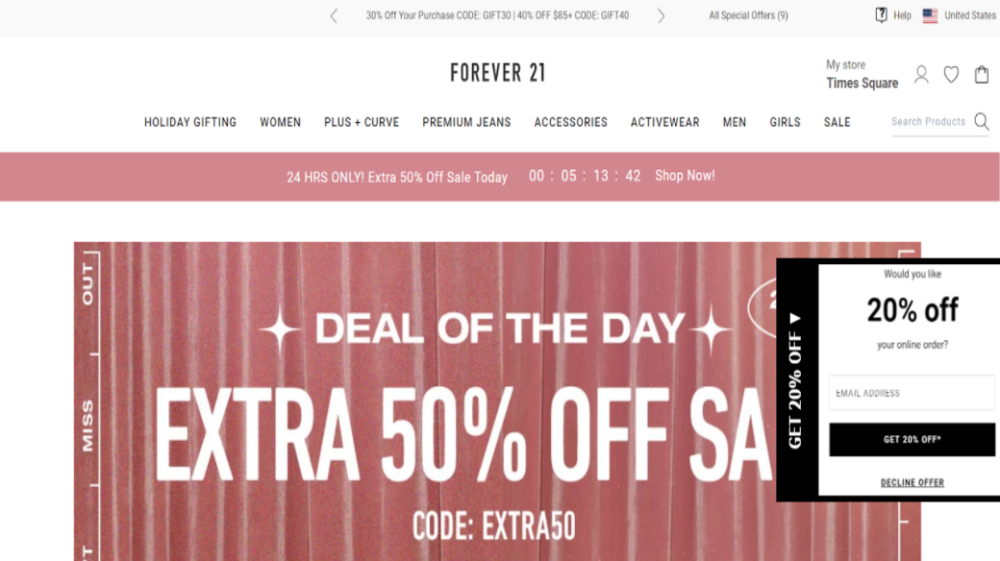 30% Off Your Purchase CODE: GIFT30 | 40% OFF $85+ CODE: GIFT40
All Special Offers (9)
Help
United States
FOREVER 21
My store
Times Square
HOLIDAY GIFTING
WOMEN
PLUS + CURVE
PREMIUM JEANS
ACCESSORIES
ACTIVEWEAR
MEN
GIRLS
SALE
Search Products
24 HRS ONLY! Extra 50% Off Sale Today
00 : 05 : 13 : 42
Shop Now!
OUT
MISS
DEAL OF THE DAY
EXTRA 50% OFF SA
CODE: EXTRA50
GET 20% OFF ▼
Would you like
20% off
your online order?
EMAIL ADDRESS
GET 20% OFF*
DECLINE OFFER